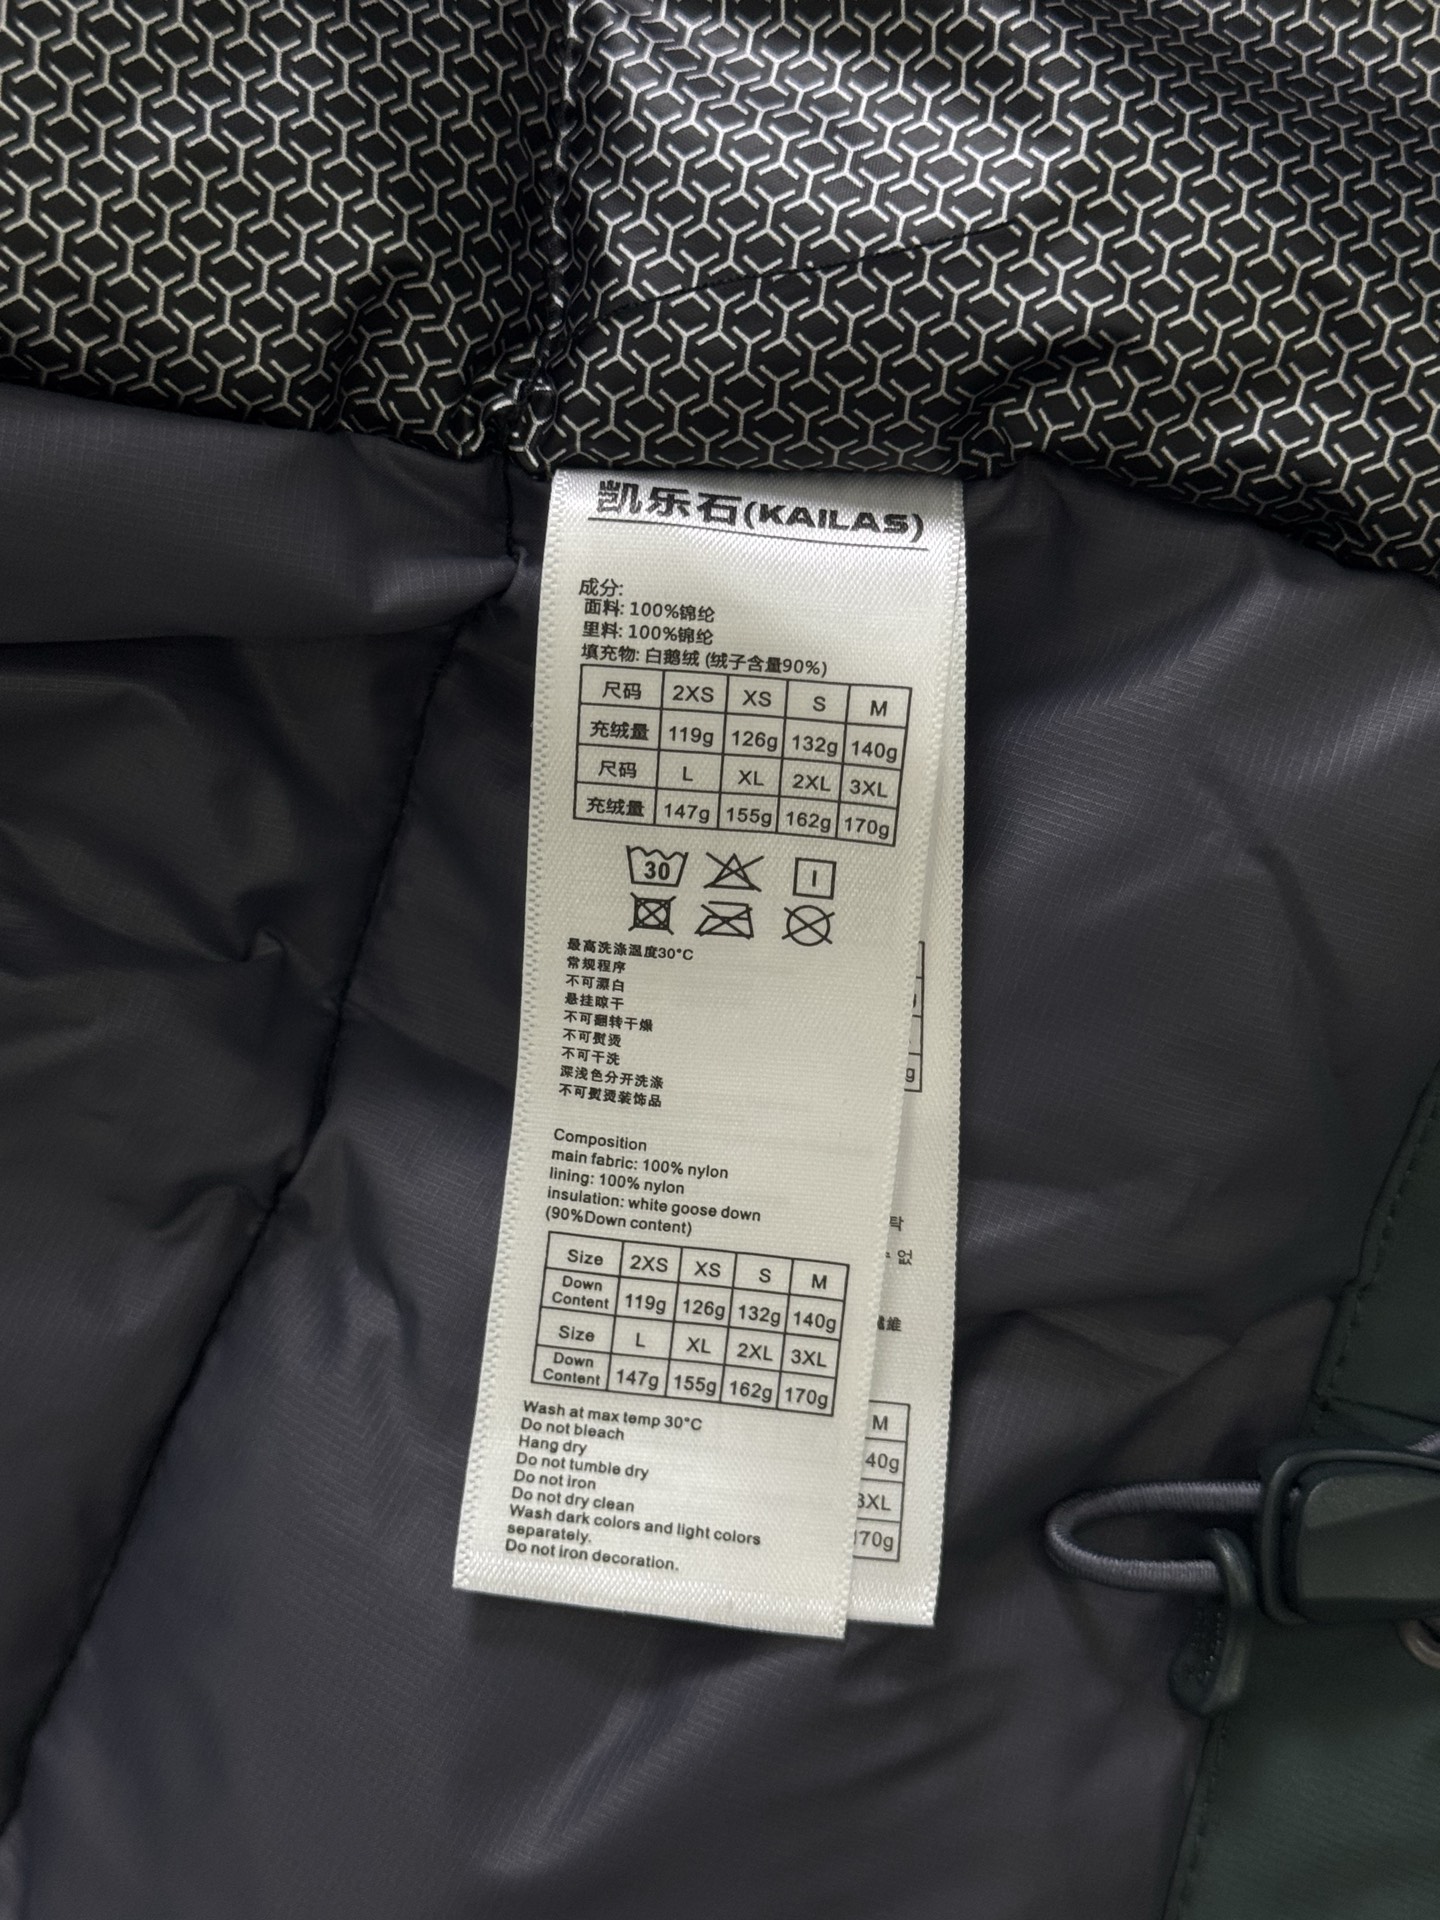 凯乐石(KAILAS)
成分:
面料: 100%锦纶
里料: 100%锦纶
填充物: 白鹅绒 (绒子含量90%)
尺码 2XS XS S M
充绒量 119g 126g 132g 140g
尺码 L XL 2XL 3XL
充绒量 147g 155g 162g 170g
30
I
最高洗涤温度30°C
常规程序
不可漂白
悬挂晾干
不可翻转干燥
不可熨烫
不可干洗
深浅色分开洗涤
不可熨烫装饰品
Composition
main fabric: 100% nylon
lining: 100% nylon
insulation: white goose down
(90%Down content)
Size 2XS XS S M
Down Content 119g 126g 132g 140g
Size L XL 2XL 3XL
Down Content 147g 155g 162g 170g
Wash at max temp 30°C
Do not bleach
Hang dry
Do not tumble dry
Do not iron
Do not dry clean
Wash dark colors and light colors
separately.
Do not iron decoration.
g
탁
없
維
M
40g
3XL
170g